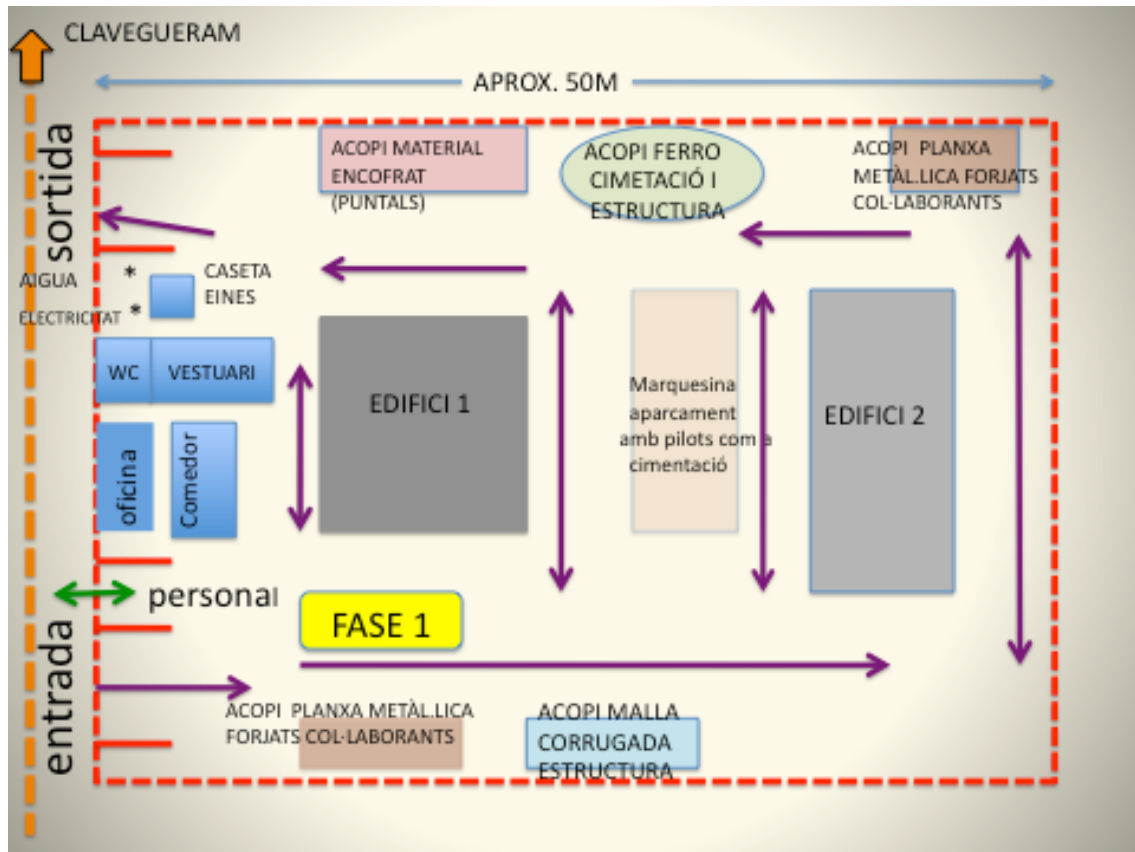 CLAVEGUERAM
APROX. 50M
sortida
ACOPI MATERIAL
ENCOFRAT
(PUNTALS)
ACOPI FERRO
CIMETACIÓ I
ESTRUCTURA
ACOPI PLANXA
METÀL.LICA FORJATS
COL·LABORANTS
AIGUA *
ELECTRICITAT *
CASETA
EINES
WC
VESTUARI
oficina
Comedor
EDIFICI 1
Marquesina
aparcament
amb pilots com a
cimentació
EDIFICI 2
personal
FASE 1
entrada
ACOPI PLANXA METÀL.LICA
FORJATS COL·LABORANTS
ACOPI MALLA
CORRUGADA
ESTRUCTURA